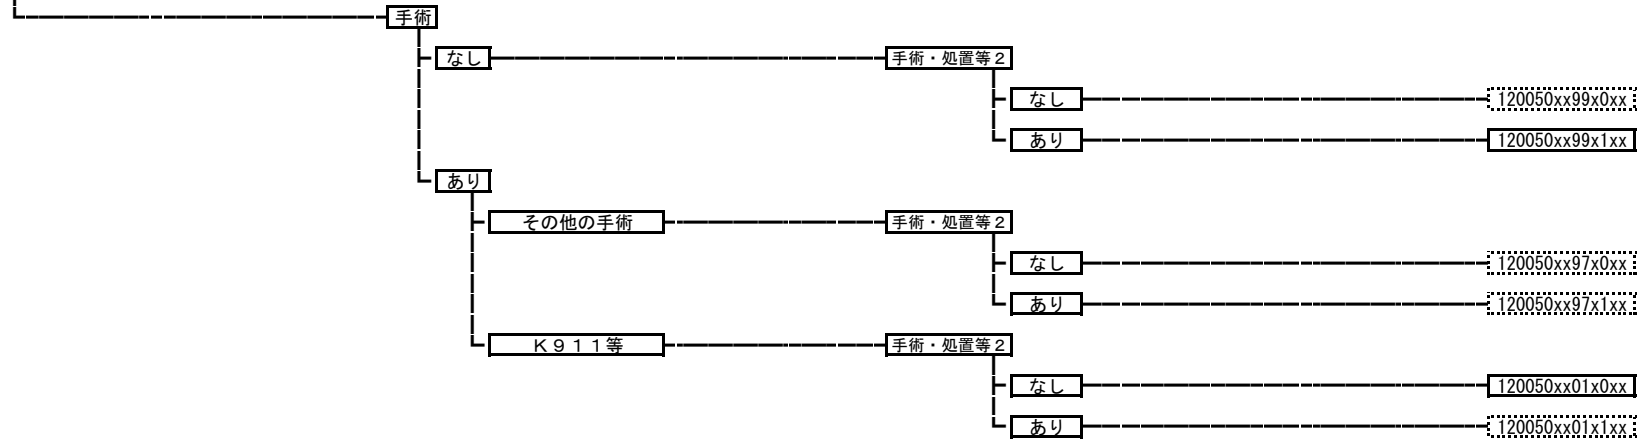 手術
なし
手術・処置等２
なし
120050xx99x0xx
あり
120050xx99x1xx
あり
その他の手術
手術・処置等２
なし
120050xx97x0xx
あり
120050xx97x1xx
Ｋ９１１等
手術・処置等２
なし
120050xx01x0xx
あり
120050xx01x1xx